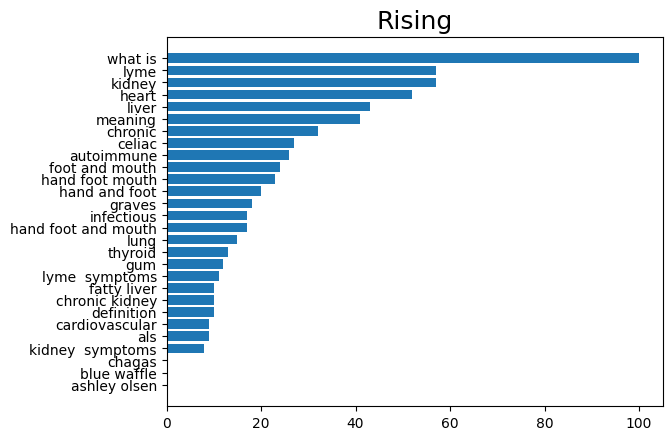 Rising
what is
lyme
kidney
heart
liver
meaning
chronic
celiac
autoimmune
foot and mouth
hand foot mouth
hand and foot
graves
infectious
hand foot and mouth
lung
thyroid
gum
lyme  symptoms
fatty liver
chronic kidney
definition
cardiovascular
als
kidney  symptoms
chagas
blue waffle
ashley olsen
0 20 40 60 80 100